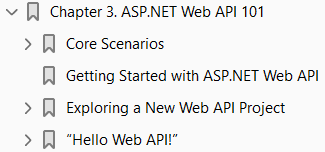 Chapter 3. ASP.NET Web API 101
Core Scenarios
Getting Started with ASP.NET Web API
Exploring a New Web API Project
“Hello Web API!”